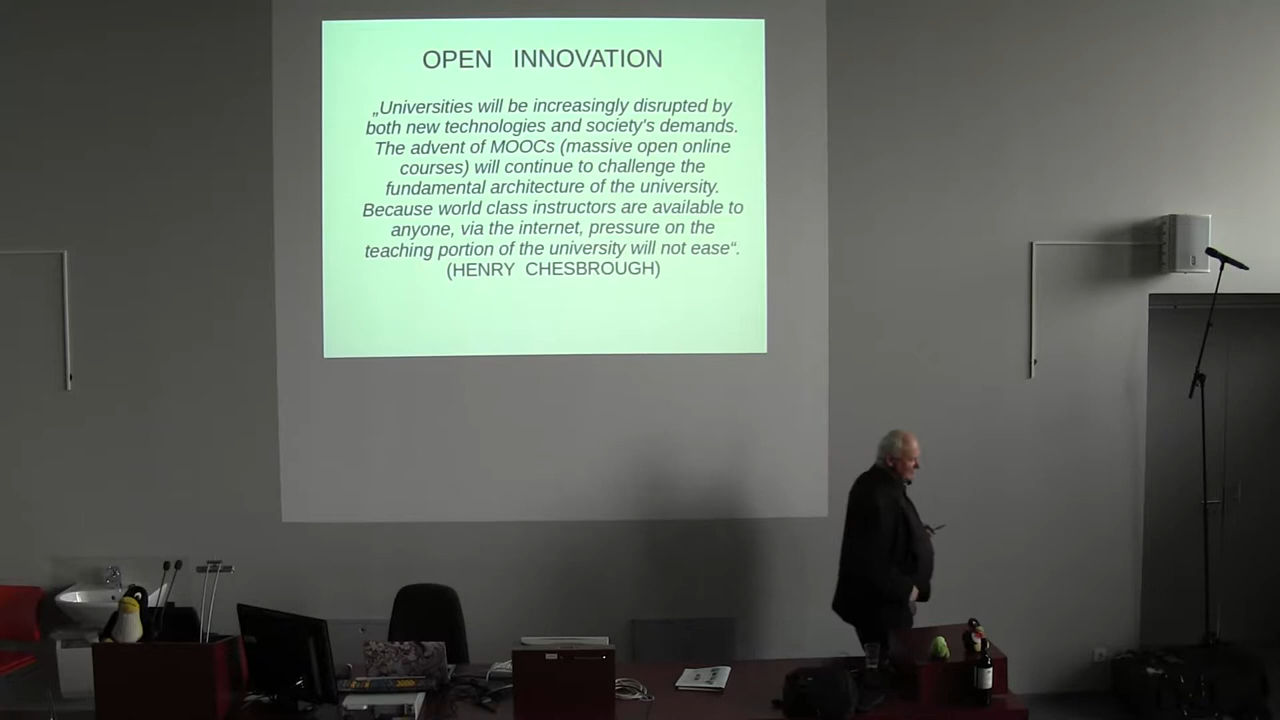 OPEN INNOVATION
„Universities will be increasingly disrupted by
both new technologies and society's demands.
The advent of MOOCs (massive open online
courses) will continue to challenge the
fundamental architecture of the university.
Because world class instructors are available to
anyone, via the internet, pressure on the
teaching portion of the university will not ease“.
(HENRY CHESBROUGH)